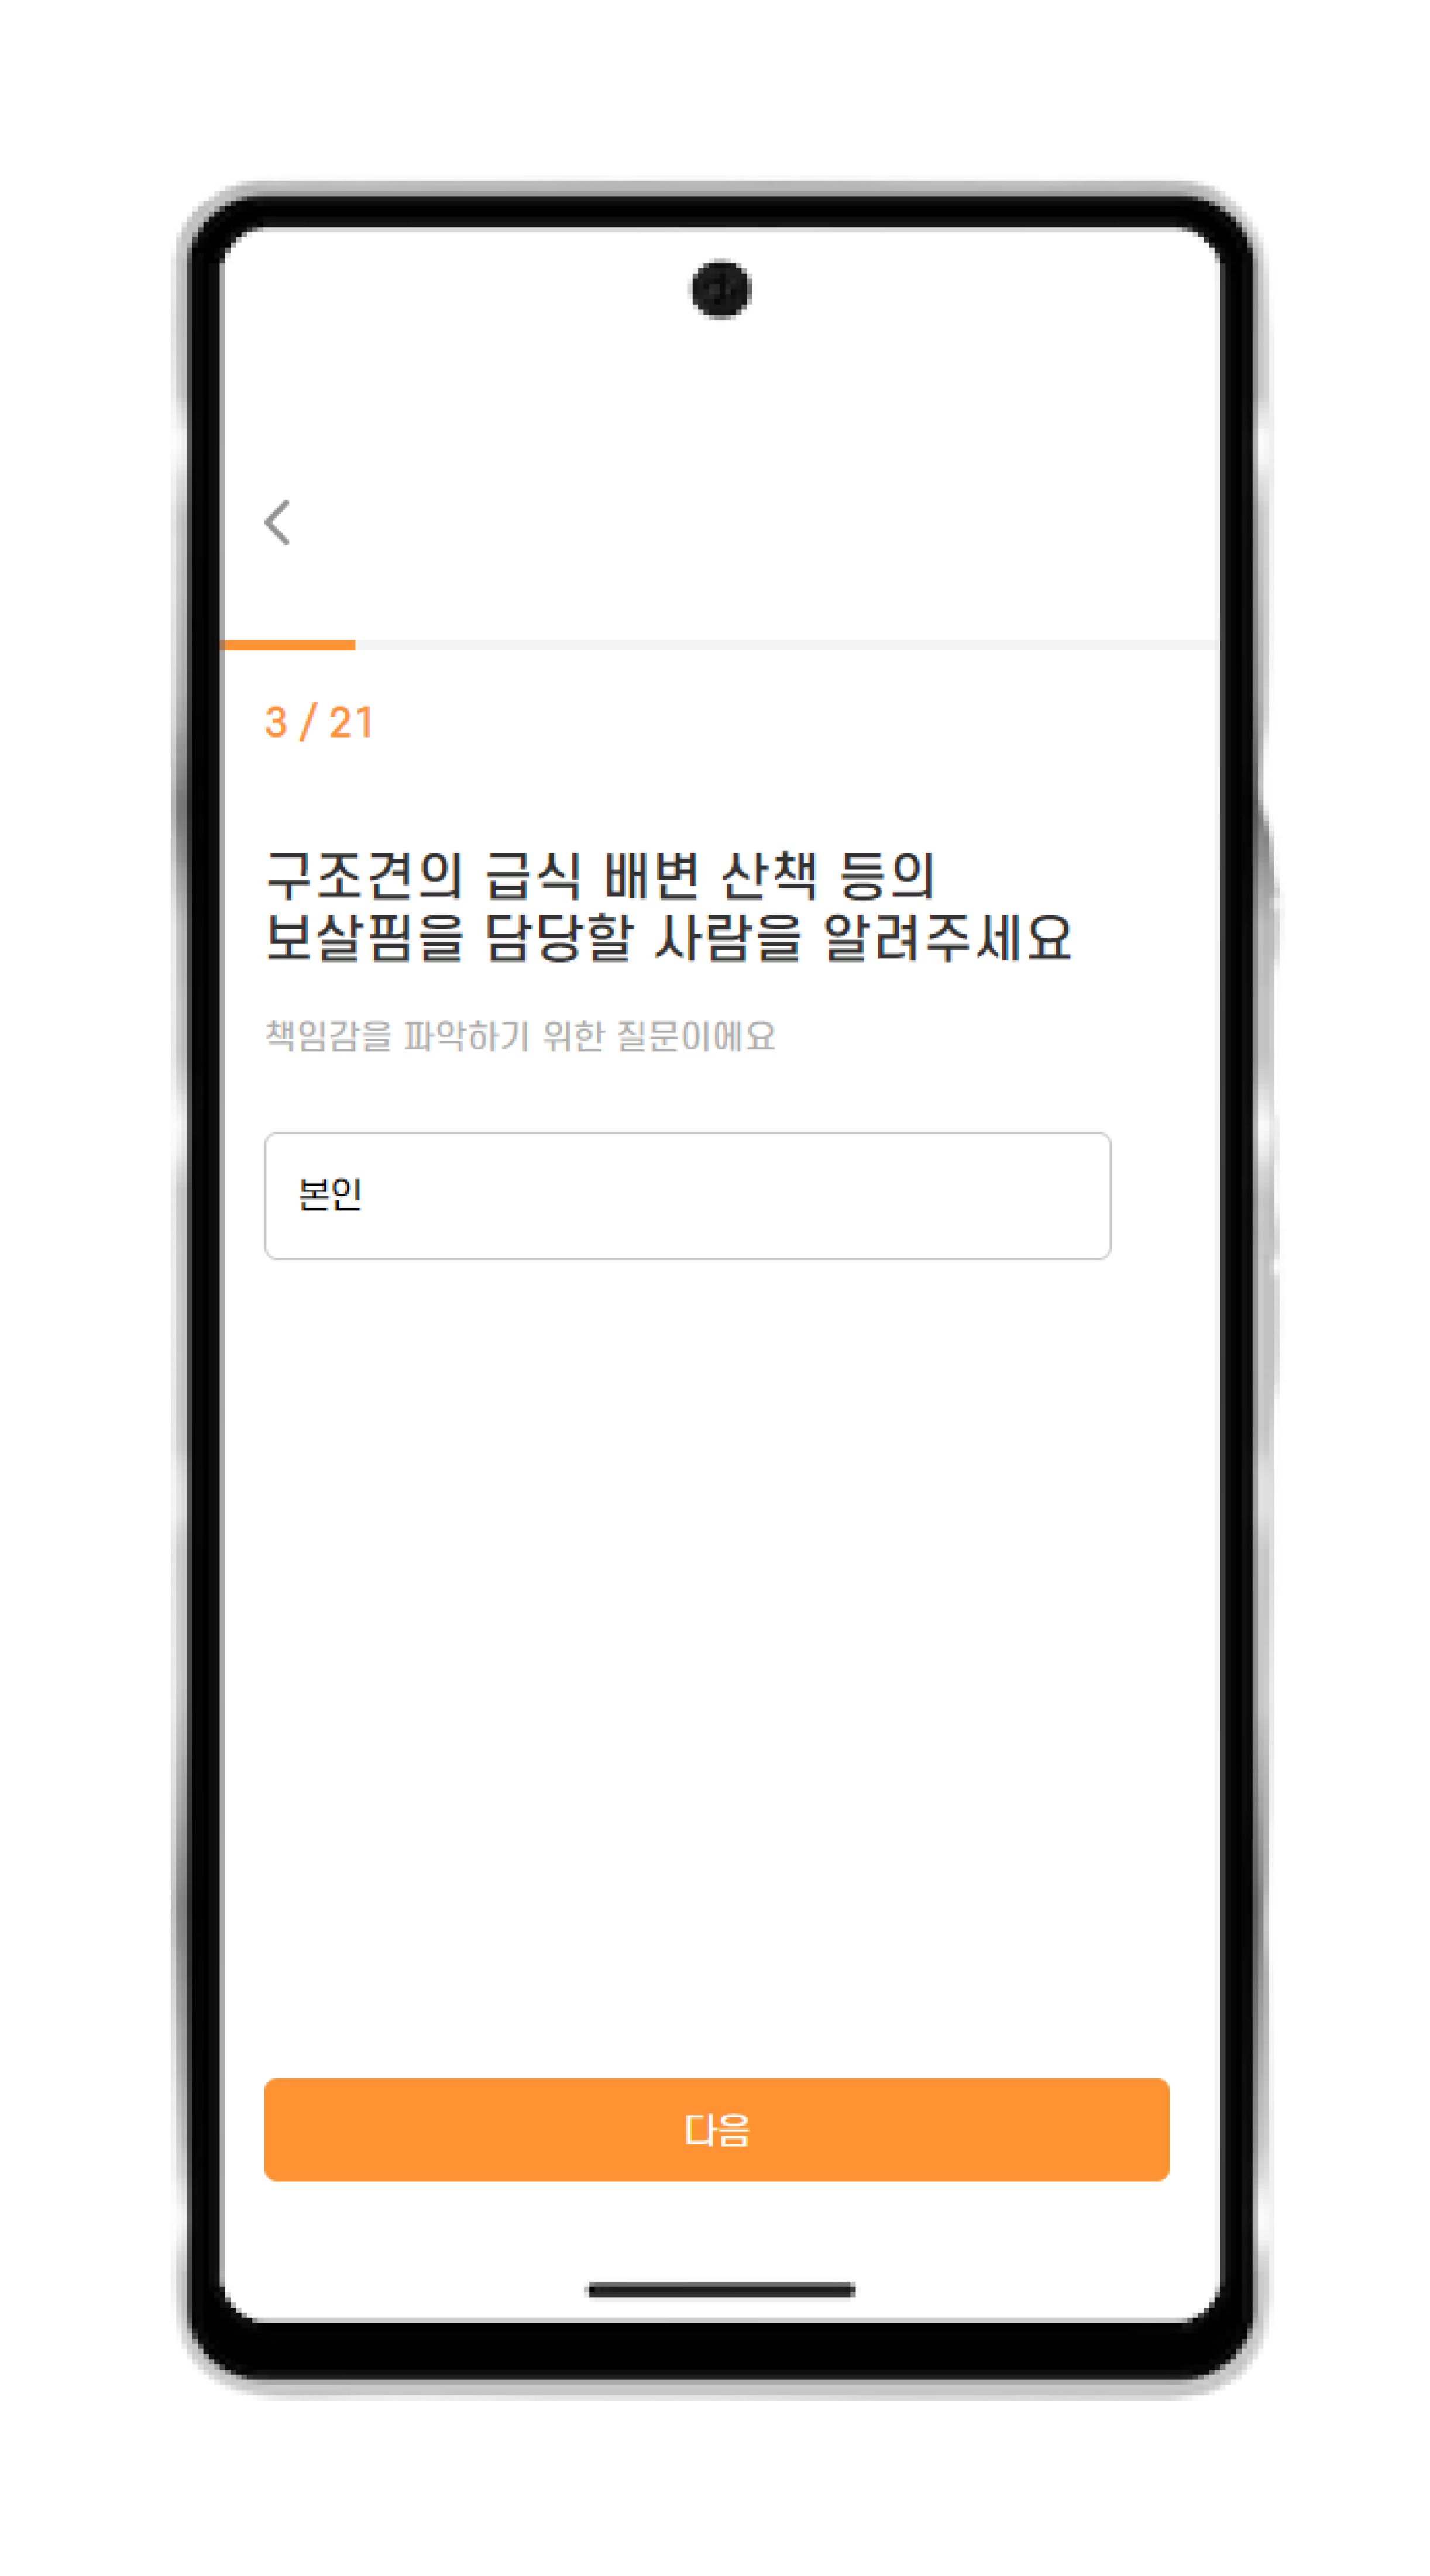 3 / 21
구조견의 급식 배변 산책 등의
보살핌을 담당할 사람을 알려주세요
책임감을 파악하기 위한 질문이에요
본인
다음